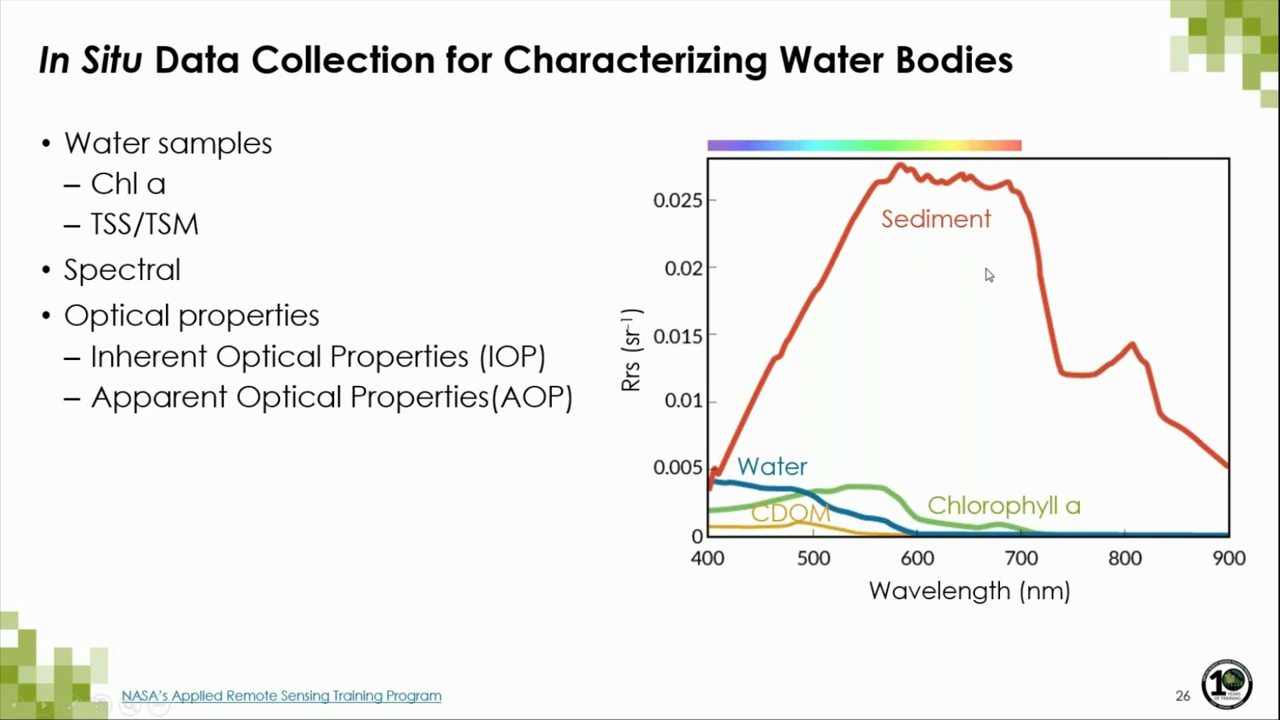 In Situ Data Collection for Characterizing Water Bodies
• Water samples
– Chl a
– TSS/TSM
• Spectral
• Optical properties
– Inherent Optical Properties (IOP)
– Apparent Optical Properties(AOP)
Rrs (sr⁻¹)
0.025
0.02
0.015
0.01
0.005
0
Sediment
Water
CDOM
Chlorophyll a
400 500 600 700 800 900
Wavelength (nm)
NASA's Applied Remote Sensing Training Program
26
10